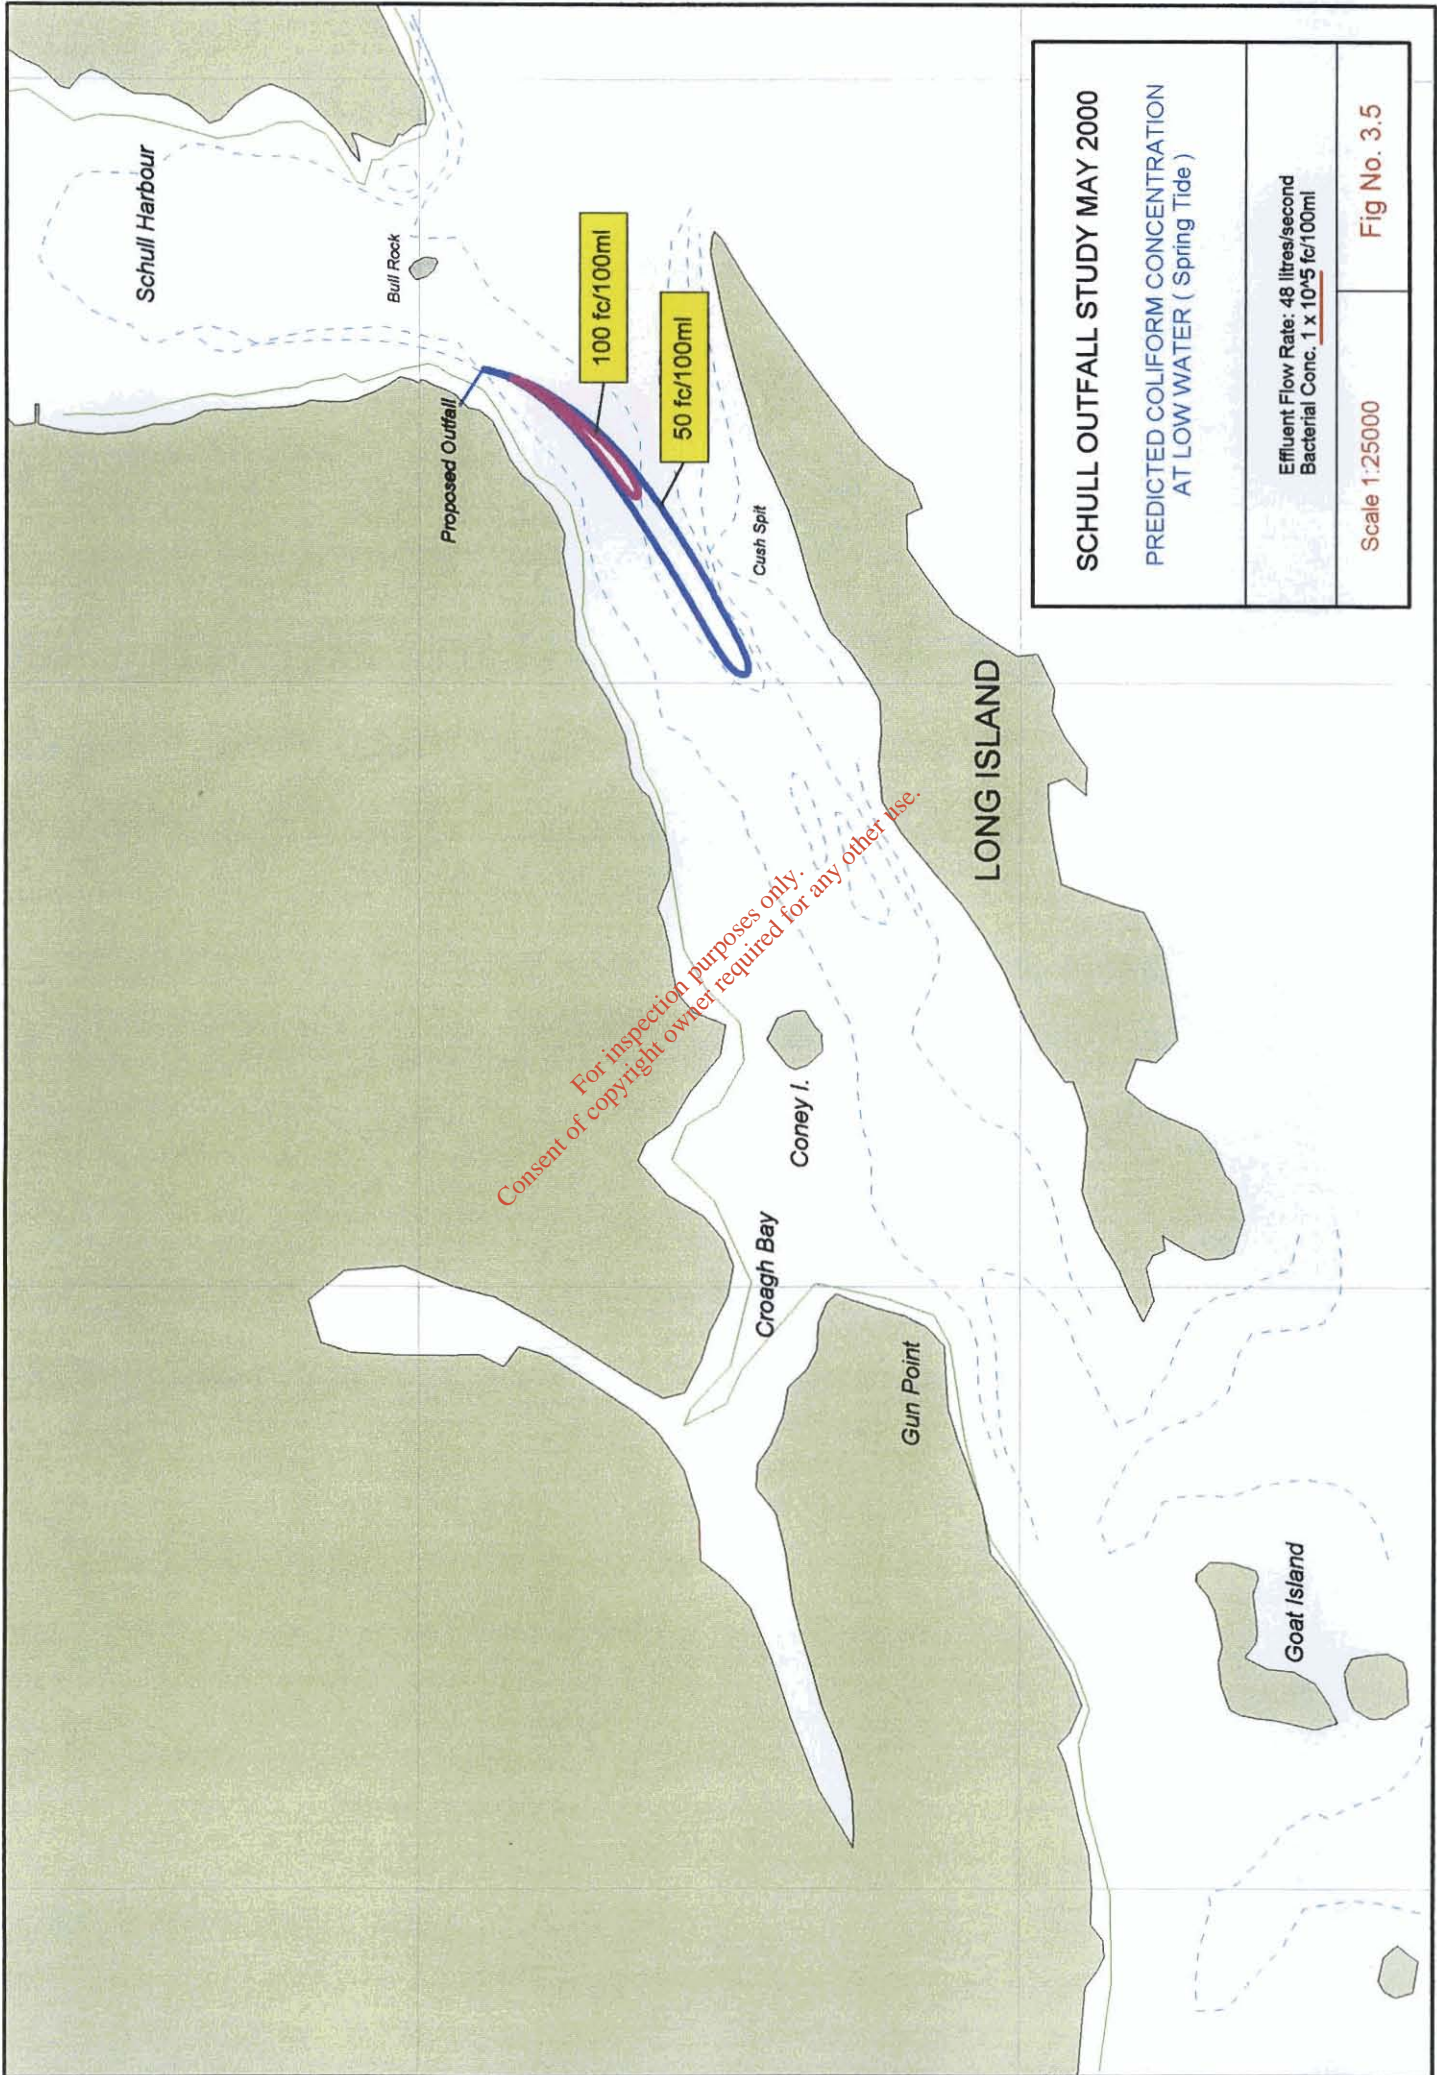 Schull Harbour
Bull Rock
Proposed Outfall
100 fc/100ml
50 fc/100ml
Cush Spit
LONG ISLAND
Coney I.
Croagh Bay
Gun Point
Goat Island
For inspection purposes only.
Consent of copyright owner required for any other use.
SCHULL OUTFALL STUDY MAY 2000
PREDICTED COLIFORM CONCENTRATION
AT LOW WATER ( Spring Tide )
Effluent Flow Rate: 48 litres/second
Bacterial Conc. 1 x 10^5 fc/100ml
Scale 1:25000
Fig No. 3.5